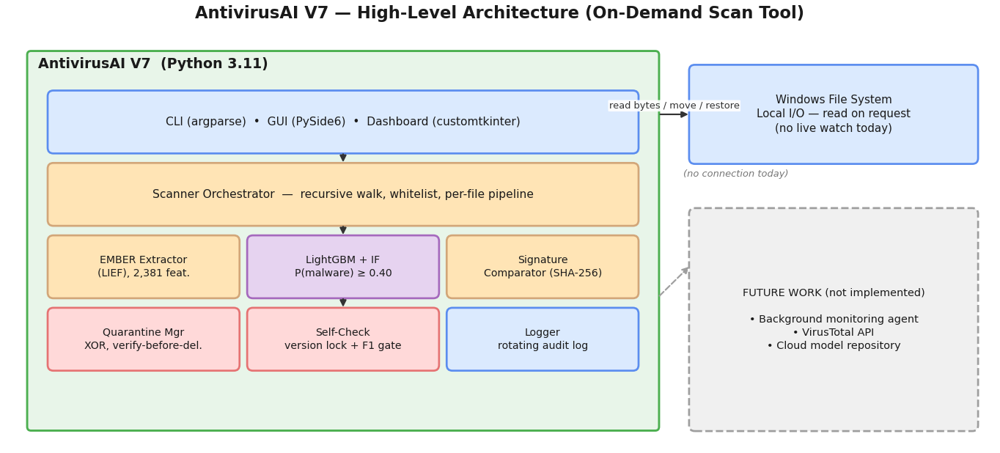 AntivirusAI V7 — High-Level Architecture (On-Demand Scan Tool)
AntivirusAI V7  (Python 3.11)
CLI (argparse)  •  GUI (PySide6)  •  Dashboard (customtkinter)
read bytes / move / restore
Windows File System
Local I/O — read on request
(no live watch today)
(no connection today)
Scanner Orchestrator  —  recursive walk, whitelist, per-file pipeline
EMBER Extractor
(LIEF), 2,381 feat.
LightGBM + IF
P(malware) ≥ 0.40
Signature
Comparator (SHA-256)
Quarantine Mgr
XOR, verify-before-del.
Self-Check
version lock + F1 gate
Logger
rotating audit log
FUTURE WORK (not implemented)
• Background monitoring agent
• VirusTotal API
• Cloud model repository